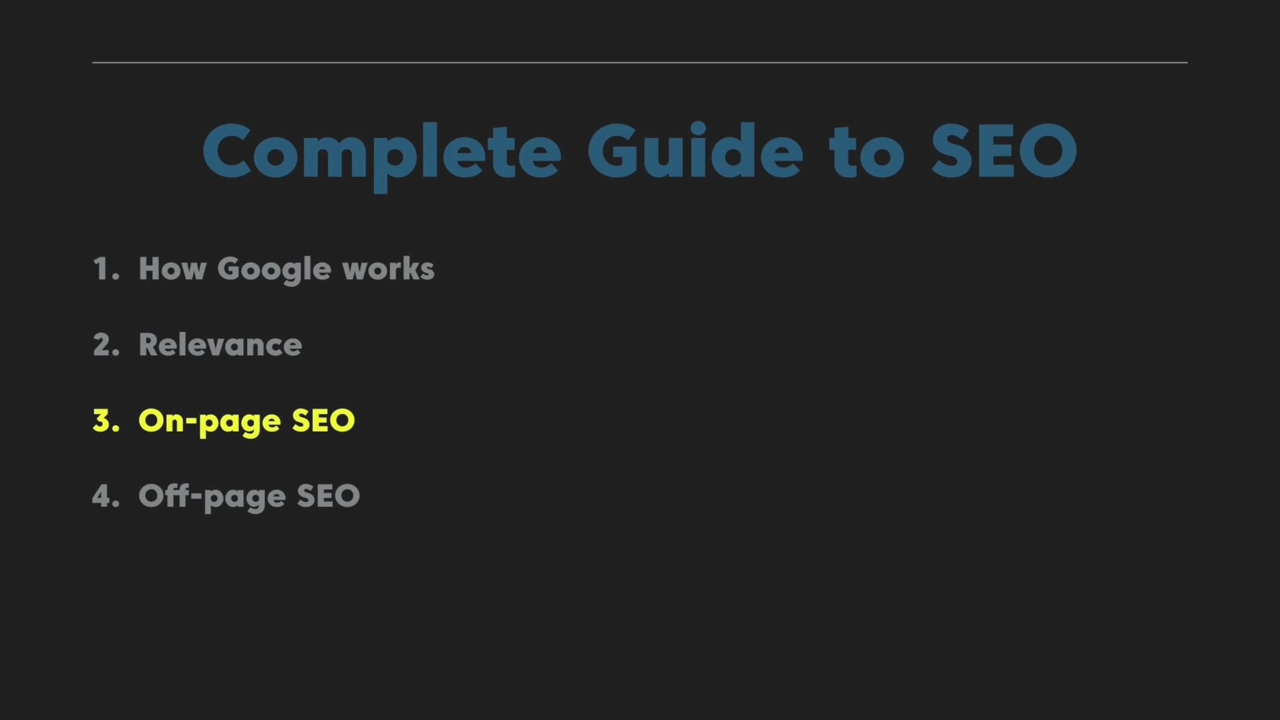 Complete Guide to SEO
1. How Google works
2. Relevance
3. On-page SEO
4. Off-page SEO